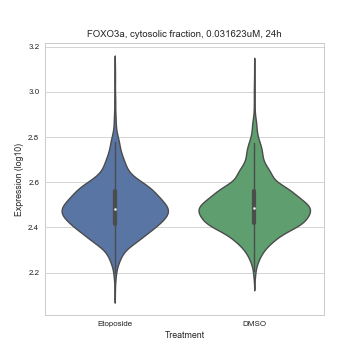 FOXO3a, cytosolic fraction, 0.031623uM, 24h
3.2
3.0
2.8
2.6
2.4
2.2
Expression (log10)
Etoposide
DMSO
Treatment